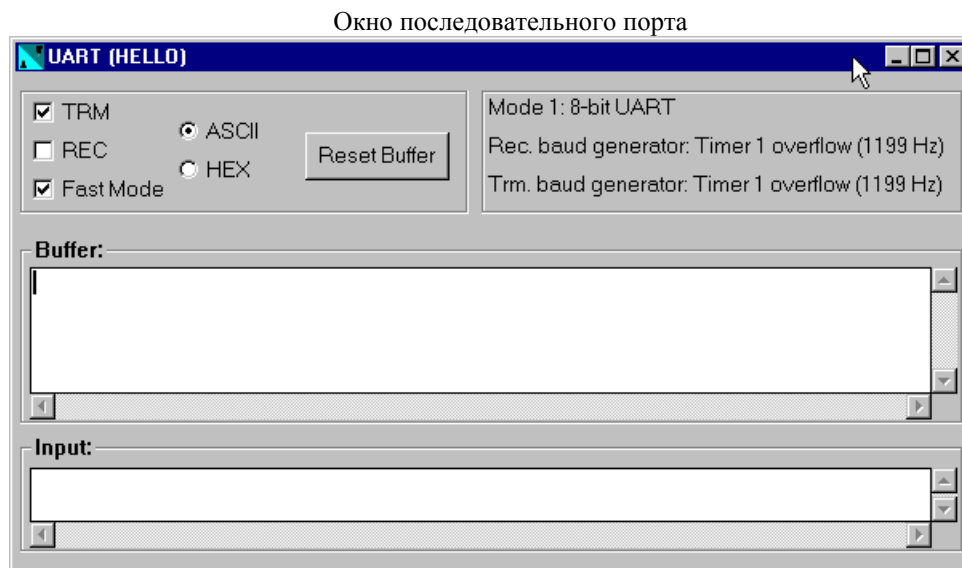 Окно последовательного порта
UART (HELLO)
TRM
REC
Fast Mode
ASCII
HEX
Reset Buffer
Mode 1: 8-bit UART
Rec. baud generator: Timer 1 overflow (1199 Hz)
Trm. baud generator: Timer 1 overflow (1199 Hz)
Buffer:
Input: